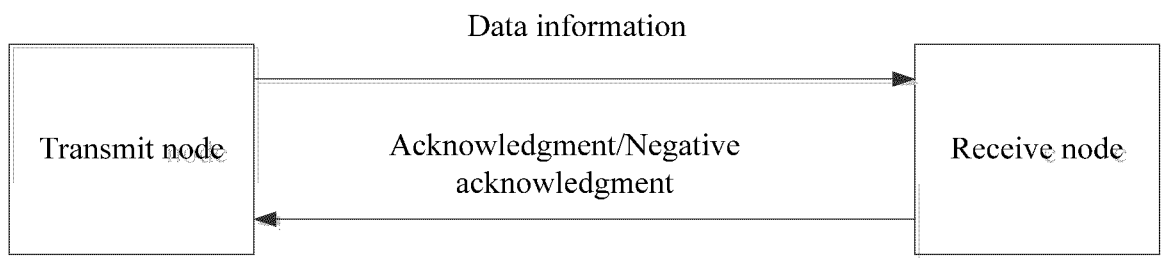 Data information
Transmit node
Acknowledgment/Negative
acknowledgment
Receive node